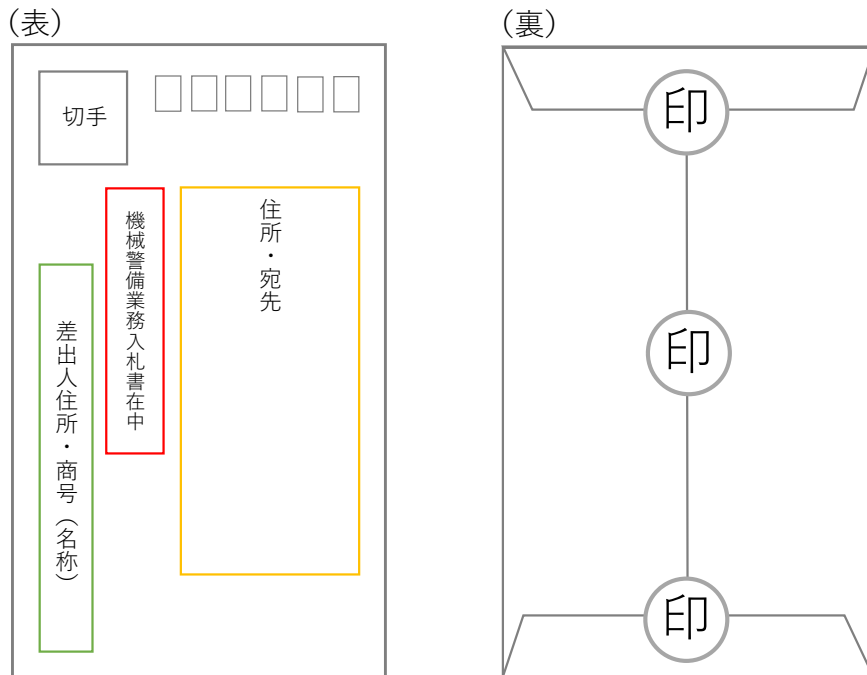 （表）
切手
住所・宛先
機械警備業務入札書在中
差出人住所・商号（名称）
（裏）
印
印
印